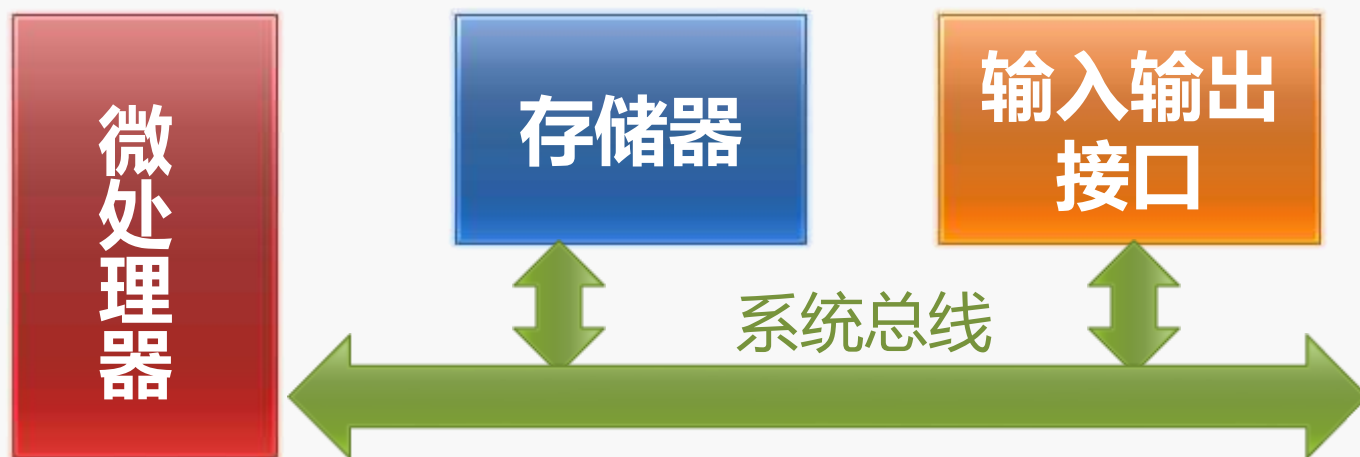 微处理器
存储器
输入输出
接口
系统总线